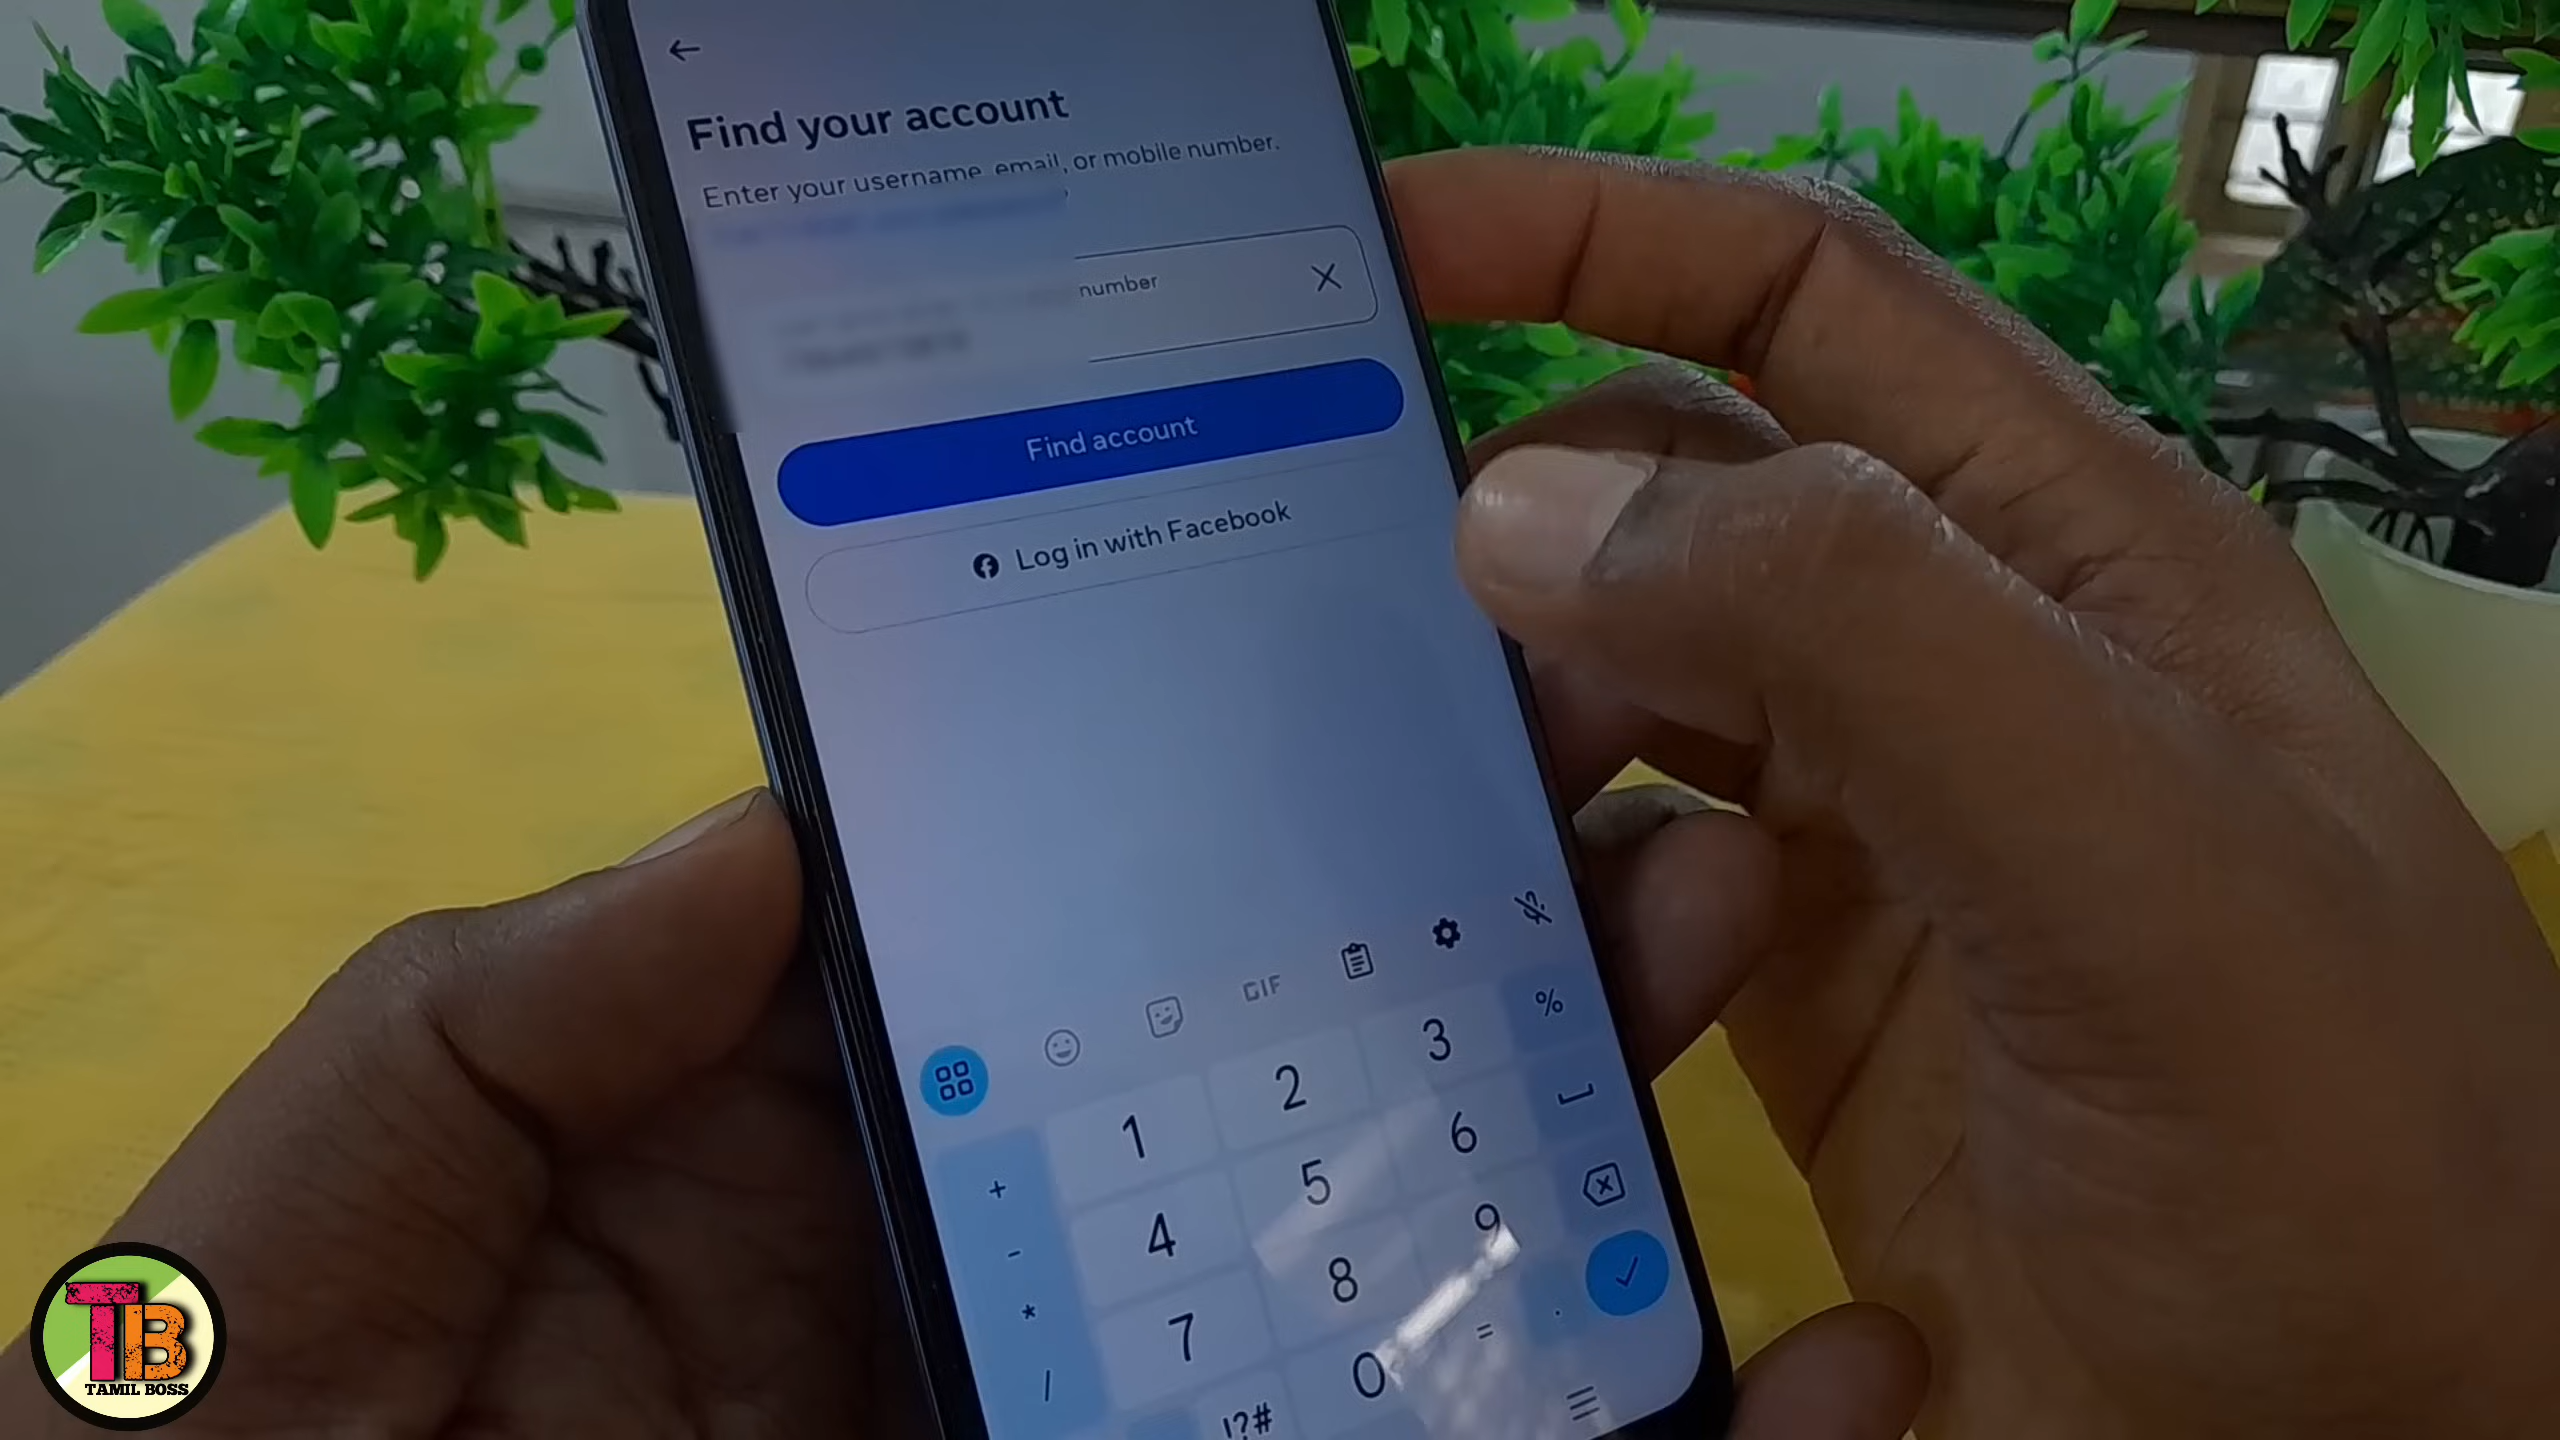 Find your account
Enter your username, email, or mobile number.
number
Find account
Log in with Facebook
GIF
1 2 3 %
+ 4 5 6
- 7 8 9
* 0 = .
/ !?#
TB
TAMIL BOSS